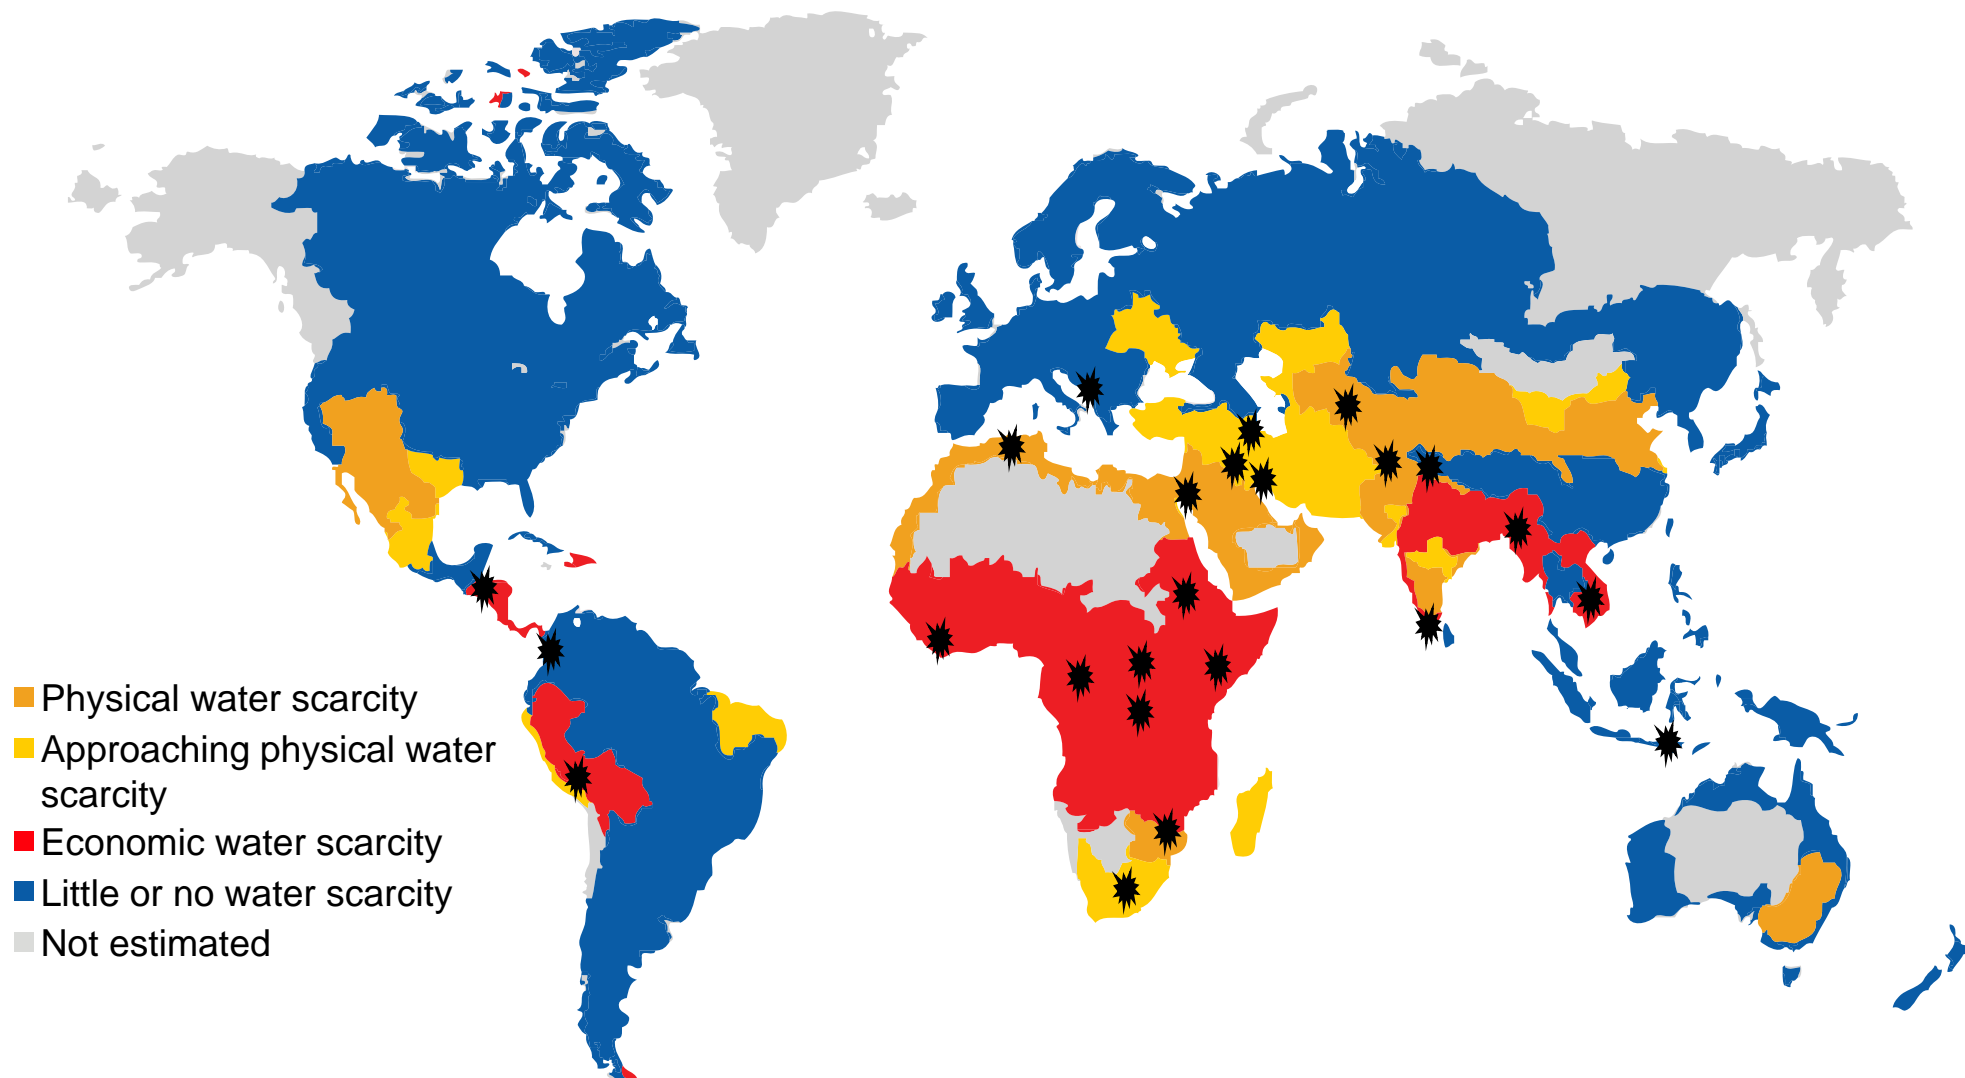 Physical water scarcity
Approaching physical water
scarcity
Economic water scarcity
Little or no water scarcity
Not estimated